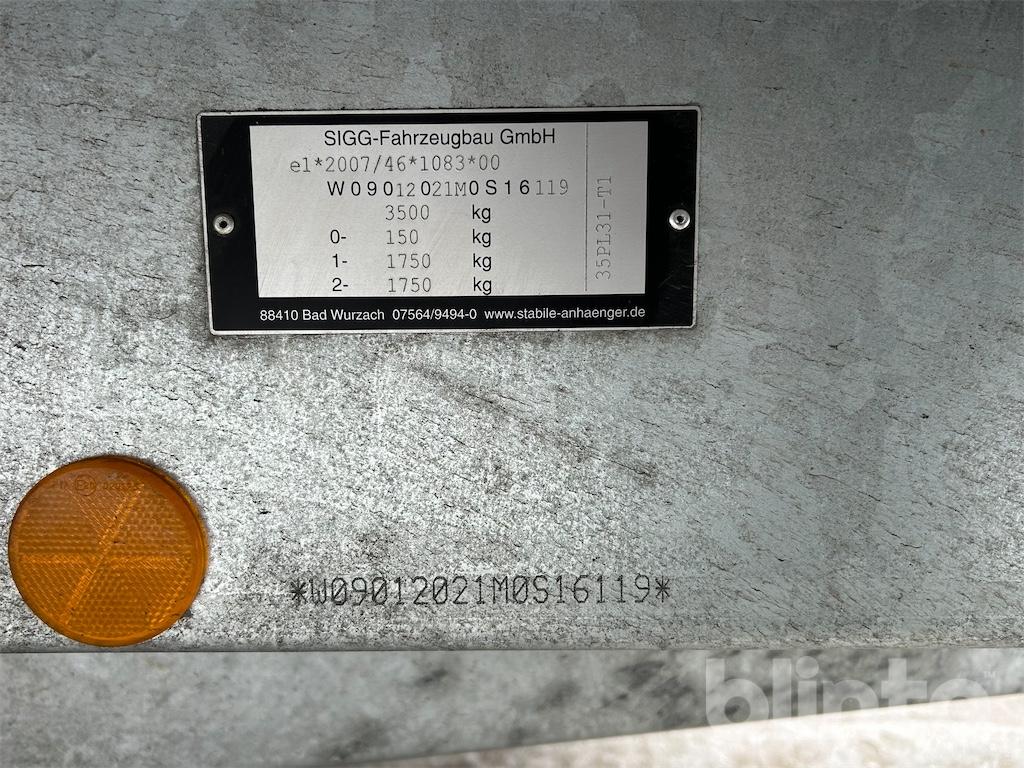 SIGG-Fahrzeugbau GmbH
e1*2007/46*1083*00
W09012021M0S16119
3500 kg
0- 150 kg
1- 1750 kg
2- 1750 kg
35PL31-T1
88410 Bad Wurzach 07564/9494-0 www.stabile-anhaenger.de
*W09012021M0S16119*
blinto